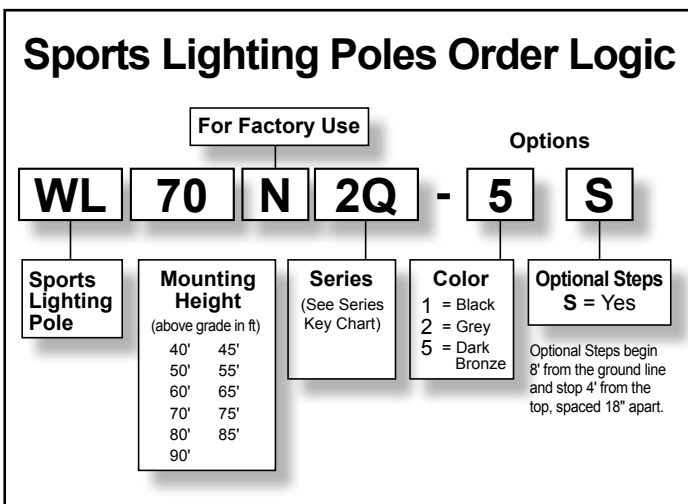 Sports Lighting Poles Order Logic
For Factory Use
Options
WL 70 N 2Q - 5 S
Sports
Lighting
Pole
Mounting
Height
(above grade in ft)
40' 45'
50' 55'
60' 65'
70' 75'
80' 85'
90'
Series
(See Series
Key Chart)
Color
1 = Black
2 = Grey
5 = Dark
Bronze
Optional Steps
S = Yes
Optional Steps begin
8' from the ground line
and stop 4' from the
top, spaced 18" apart.